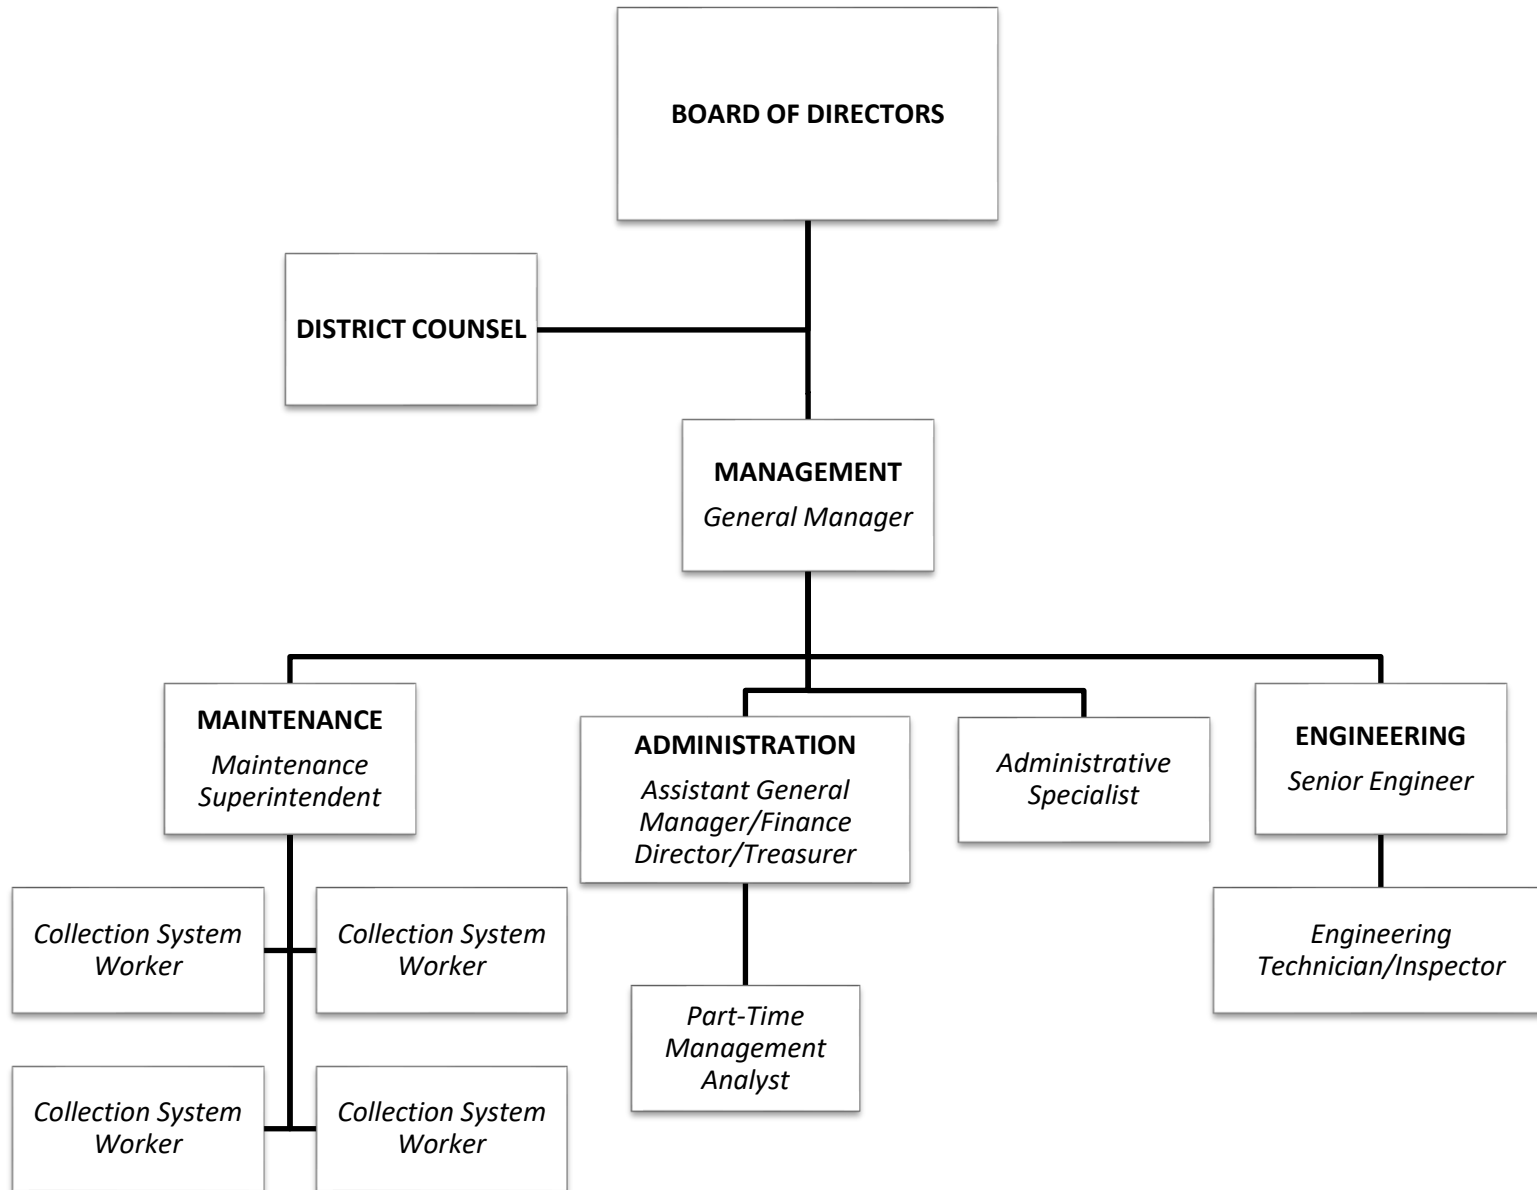 BOARD OF DIRECTORS
DISTRICT COUNSEL
MANAGEMENT
General Manager
MAINTENANCE
Maintenance
Superintendent
ADMINISTRATION
Assistant General
Manager/Finance
Director/Treasurer
Administrative
Specialist
ENGINEERING
Senior Engineer
Collection System
Worker
Collection System
Worker
Engineering
Technician/Inspector
Part-Time
Management
Analyst
Collection System
Worker
Collection System
Worker